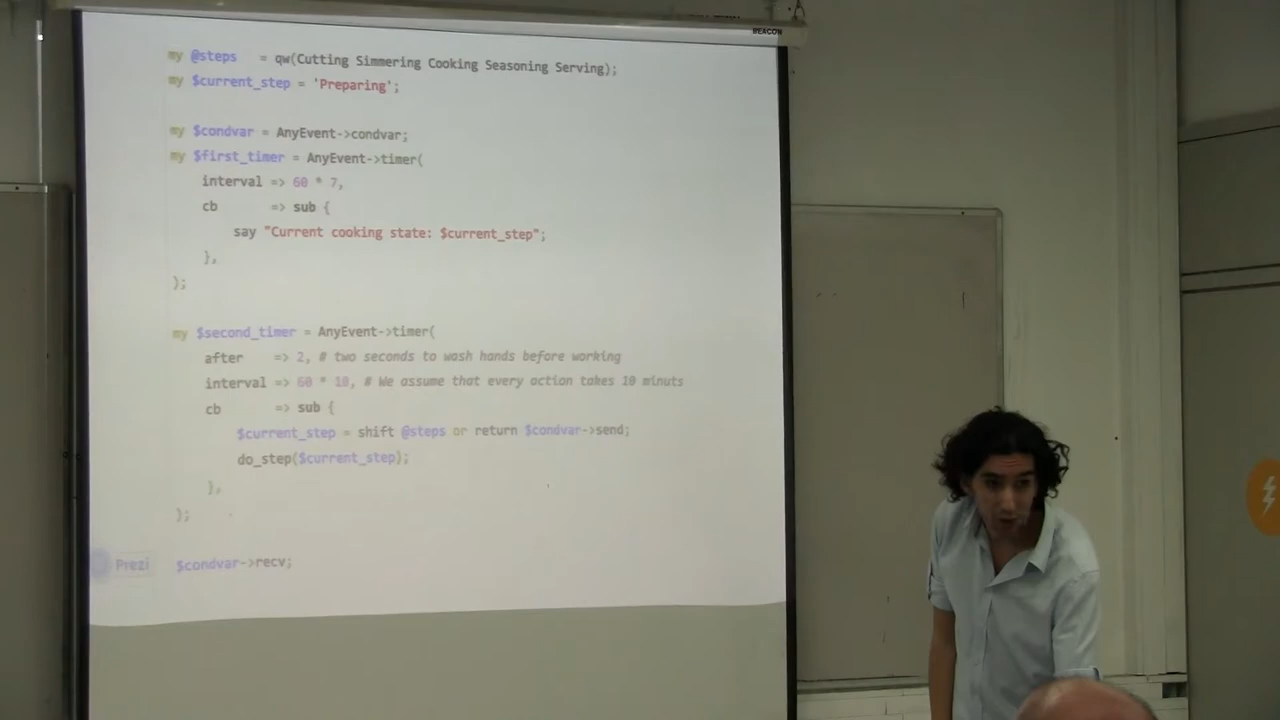 BEACON
my @steps = qw(Cutting Simmering Cooking Seasoning Serving);
my $current_step = 'Preparing';
my $condvar = AnyEvent->condvar;
my $first_timer = AnyEvent->timer(
interval => 60 * 7,
cb => sub {
say "Current cooking state: $current_step";
},
);
my $second_timer = AnyEvent->timer(
after => 2, # two seconds to wash hands before working
interval => 60 * 10, # We assume that every action takes 10 minuts
cb => sub {
$current_step = shift @steps or return $condvar->send;
do_step($current_step);
},
);
Prezi
$condvar->recv;